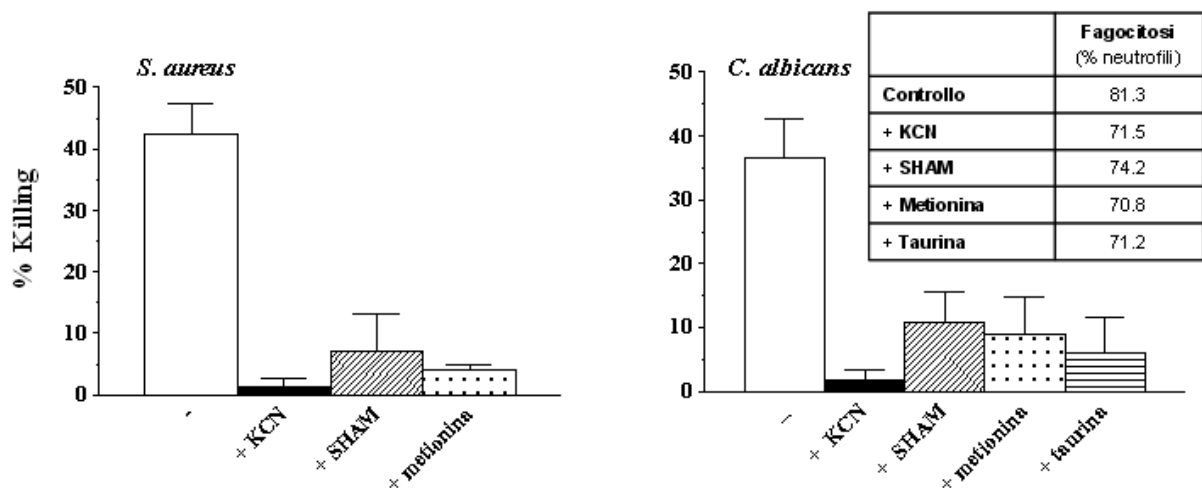 S. aureus
% Killing
50
40
30
20
10
0
-
+ KCN
+ SHAM
+ metionina
C. albicans
50
40
30
20
10
0
–
+ KCN
+ SHAM
+ metionina
+ taurina
Fagocitosi
(% neutrofili)
Controllo 81.3
+ KCN 71.5
+ SHAM 74.2
+ Metionina 70.8
+ Taurina 71.2